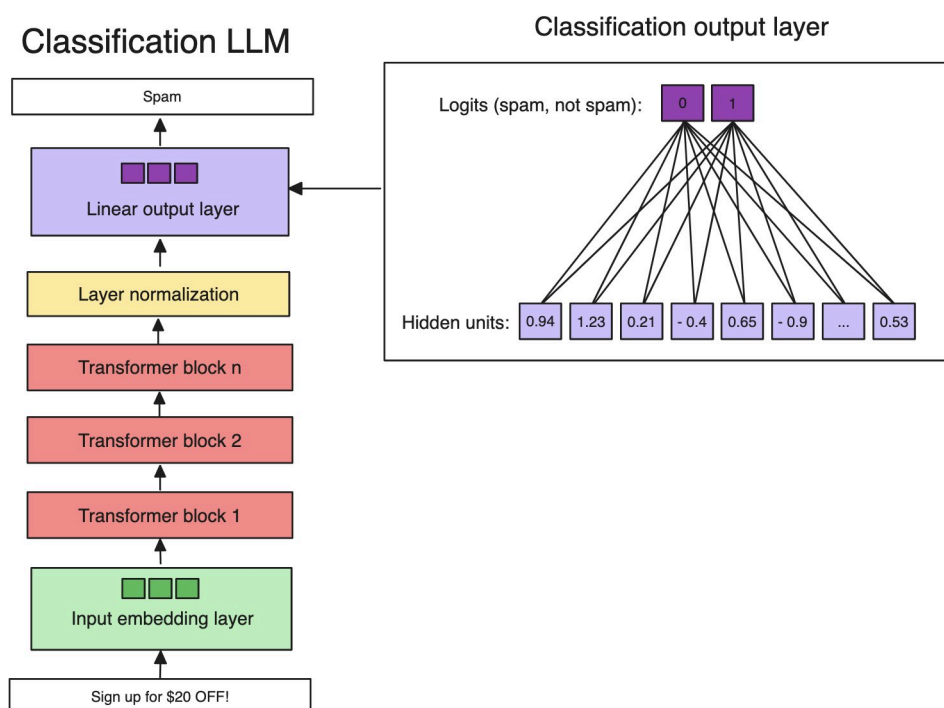 Classification LLM
Spam
Linear output layer
Layer normalization
Transformer block n
Transformer block 2
Transformer block 1
Input embedding layer
Sign up for $20 OFF!
Classification output layer
Logits (spam, not spam): 0 1
Hidden units: 0.94 1.23 0.21 - 0.4 0.65 - 0.9 ... 0.53